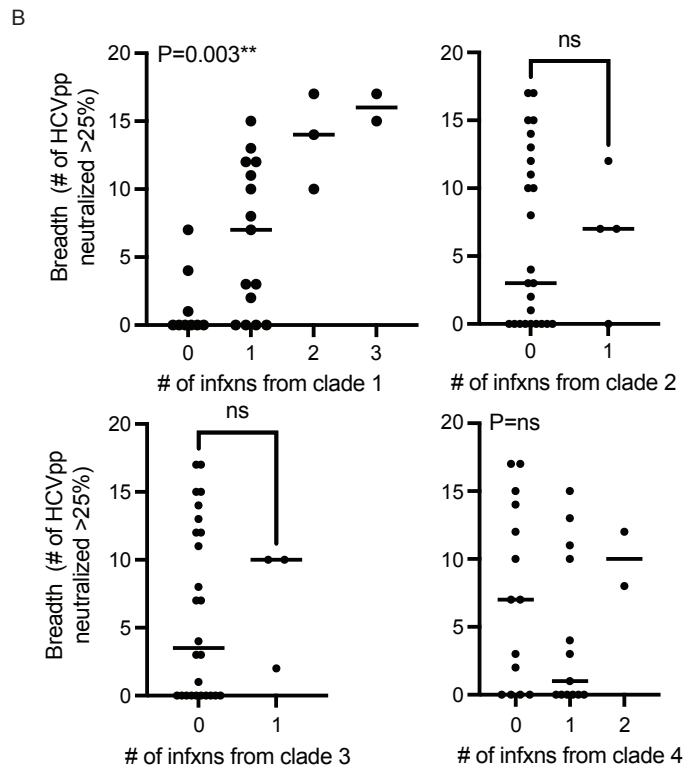 B
Breadth (# of HCVpp
neutralized >25%)
P=0.003**
20
15
10
5
0
0 1 2 3
# of infxns from clade 1
ns
20
15
10
5
0
0 1
# of infxns from clade 2
Breadth (# of HCVpp
neutralized >25%)
ns
20
15
10
5
0
0 1
# of infxns from clade 3
P=ns
20
15
10
5
0
0 1 2
# of infxns from clade 4